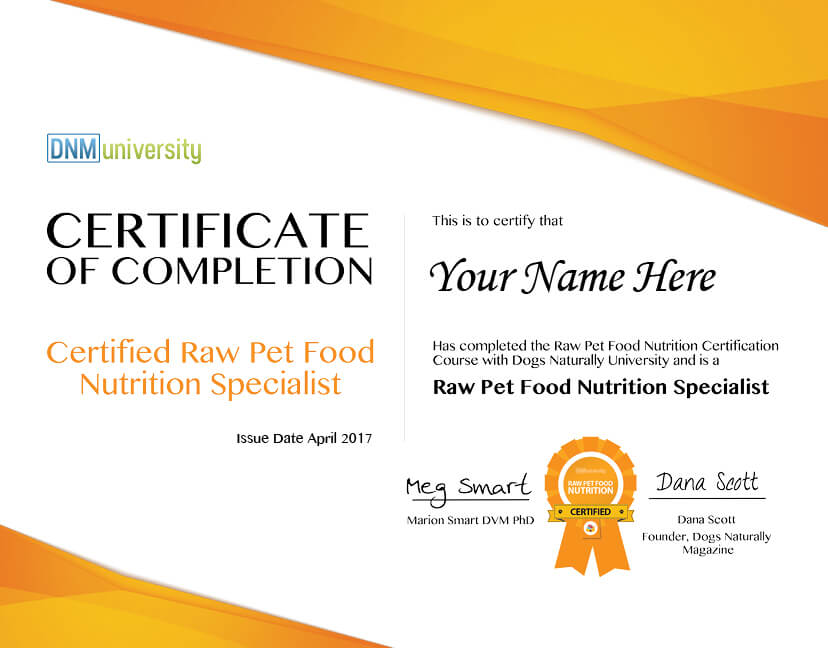 DNMuniversity
CERTIFICATE
OF COMPLETION
Certified Raw Pet Food
Nutrition Specialist
Issue Date April 2017
This is to certify that
Your Name Here
Has completed the Raw Pet Food Nutrition Certification
Course with Dogs Naturally University and is a
Raw Pet Food Nutrition Specialist
Meg Smart
Marion Smart DVM PhD
DNMuniversity
RAW PET FOOD
NUTRITION
CERTIFIED
Dana Scott
Dana Scott
Founder, Dogs Naturally
Magazine